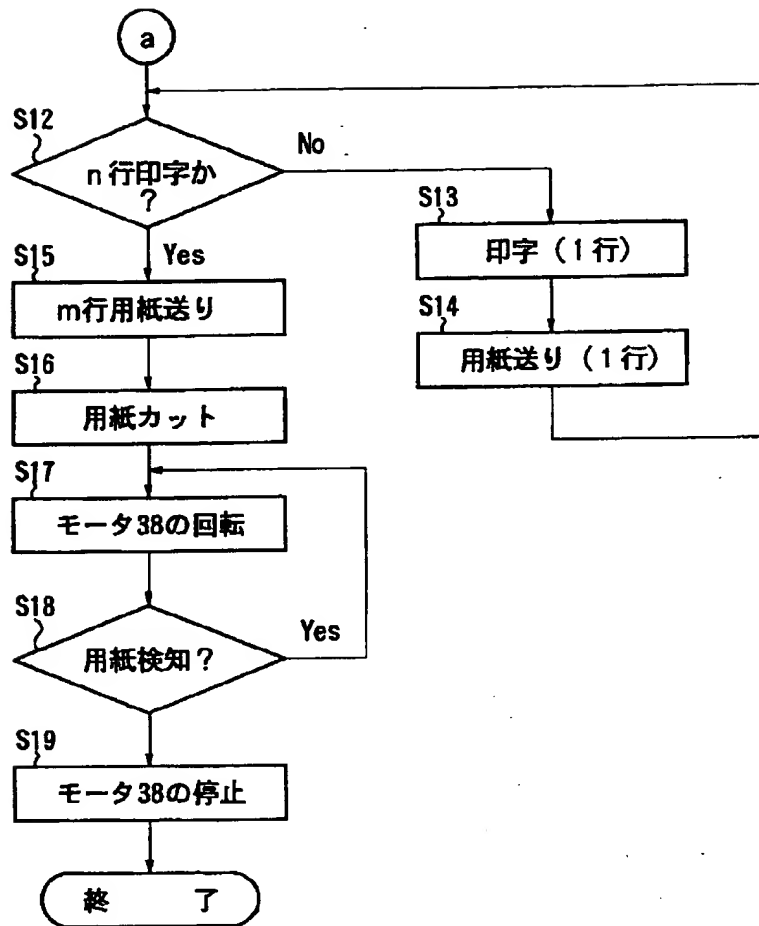 a
S12
n行印字か
?
No
Yes
S13
印字(1行)
S14
用紙送り(1行)
S15
m行用紙送り
S16
用紙カット
S17
モータ38の回転
S18
用紙検知?
Yes
S19
モータ38の停止
終 了